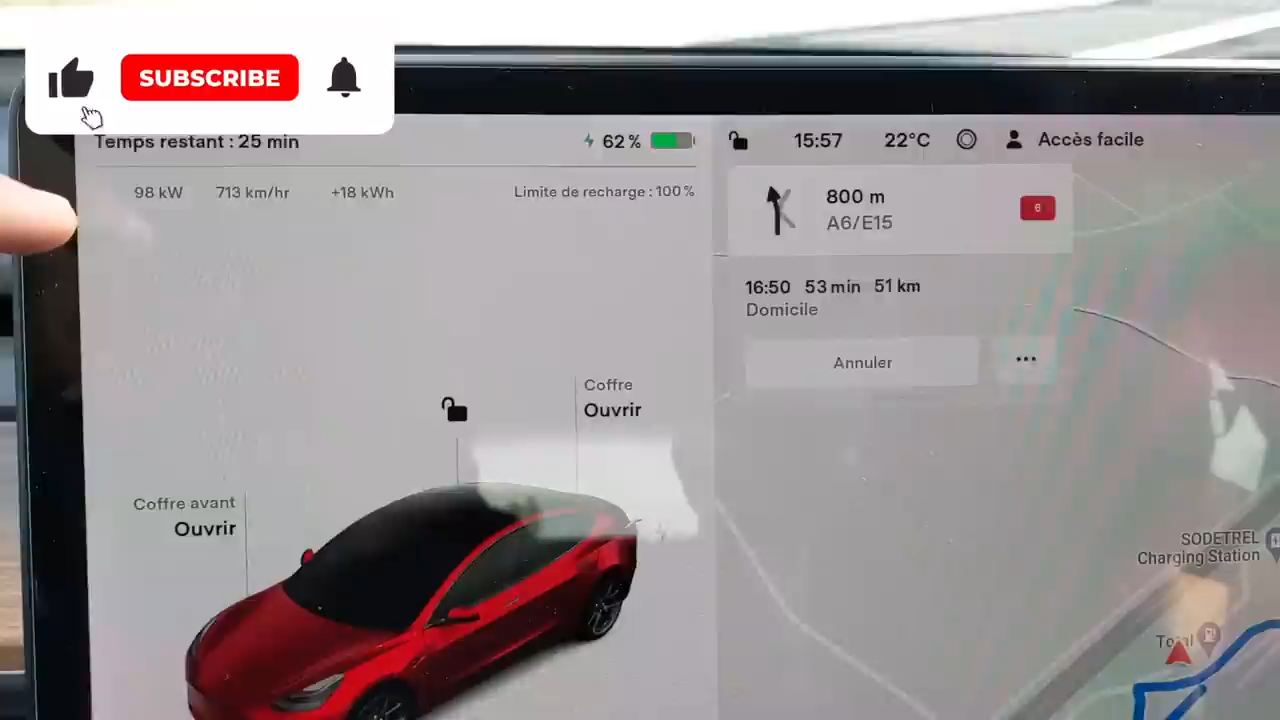 SUBSCRIBE
Temps restant : 25 min
62 %
98 kW 713 km/hr +18 kWh
Limite de recharge : 100 %
15:57 22°C Accès facile
800 m
A6/E15
6
16:50 53 min 51 km
Domicile
Annuler
•••
Coffre
Ouvrir
Coffre avant
Ouvrir
SODETREL
Charging Station
Total